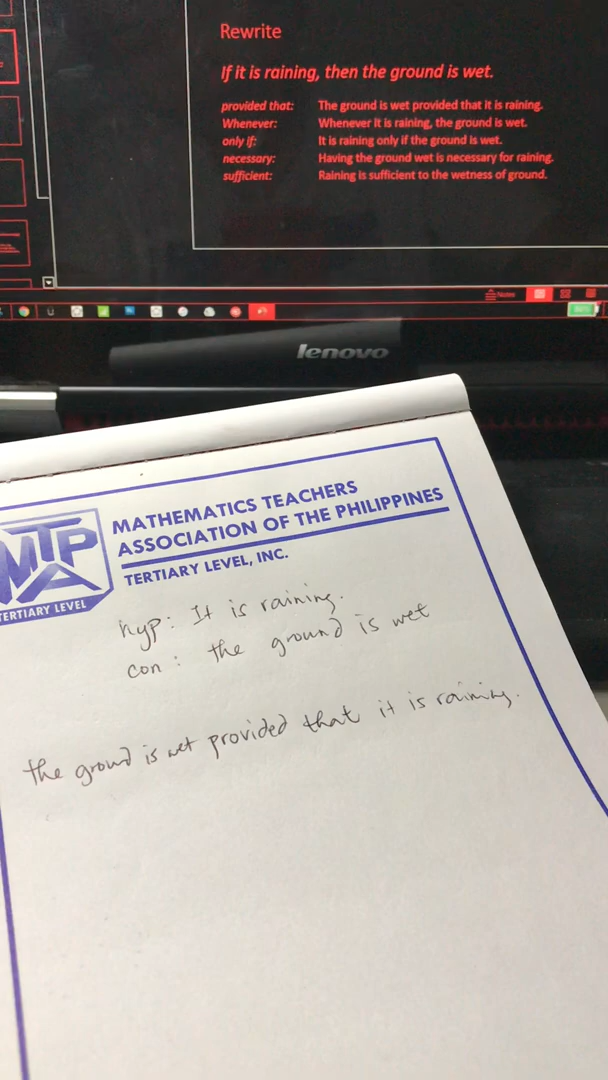 Rewrite
If it is raining, then the ground is wet.
provided that: The ground is wet provided that it is raining.
Whenever: Whenever It is raining, the ground is wet.
only if: It is raining only if the ground is wet.
necessary: Having the ground wet is necessary for raining.
sufficient: Raining is sufficient to the wetness of ground.
Notes
lenovo
MTPA
TERTIARY LEVEL
MATHEMATICS TEACHERS
ASSOCIATION OF THE PHILIPPINES
TERTIARY LEVEL, INC.
hyp: It is raining.
con: the ground is wet
the ground is wet provided that it is raining.